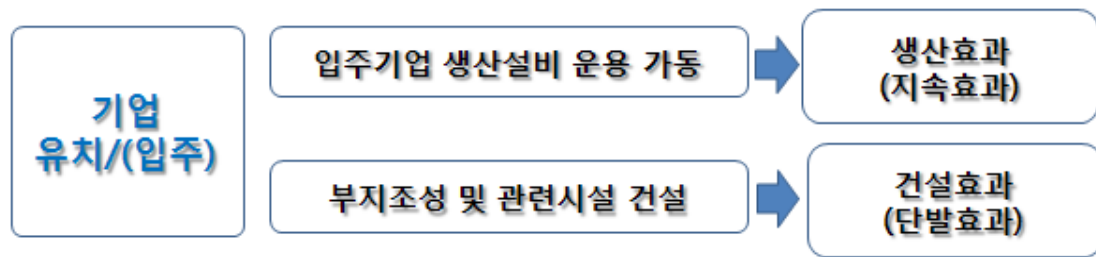 기업
유치/(입주)
입주기업 생산설비 운용 가동
생산효과
(지속효과)
부지조성 및 관련시설 건설
건설효과
(단발효과)